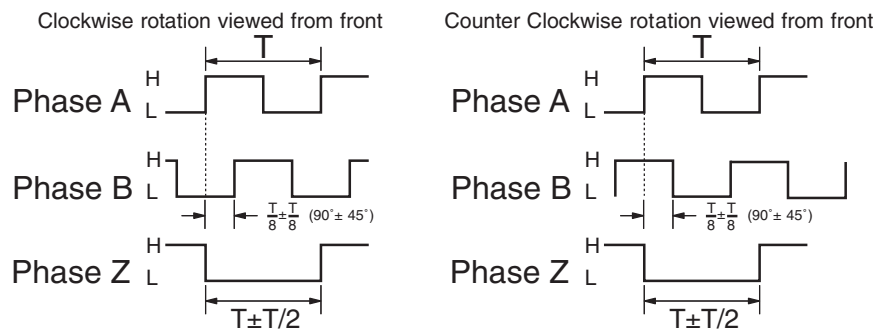 Clockwise rotation viewed from front
T
H
Phase A L
H
Phase B L
T/8±T/8 (90°± 45°)
H
Phase Z L
T±T/2
Counter Clockwise rotation viewed from front
T
H
Phase A L
H
Phase B L
T/8±T/8 (90°± 45°)
H
Phase Z L
T±T/2